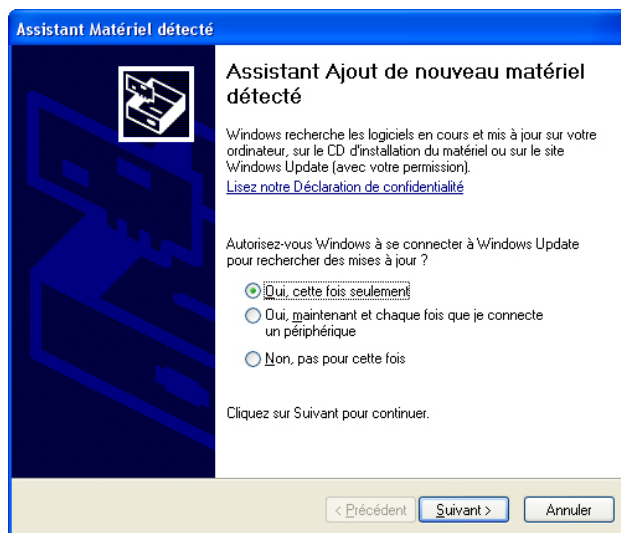 Assistant Matériel détecté
Assistant Ajout de nouveau matériel
détecté
Windows recherche les logiciels en cours et mis à jour sur votre
ordinateur, sur le CD d'installation du matériel ou sur le site
Windows Update (avec votre permission).
Lisez notre Déclaration de confidentialité
Autorisez-vous Windows à se connecter à Windows Update
pour rechercher des mises à jour ?
Oui, cette fois seulement
Oui, maintenant et chaque fois que je connecte
un périphérique
Non, pas pour cette fois
Cliquez sur Suivant pour continuer.
< Précédent Suivant > Annuler